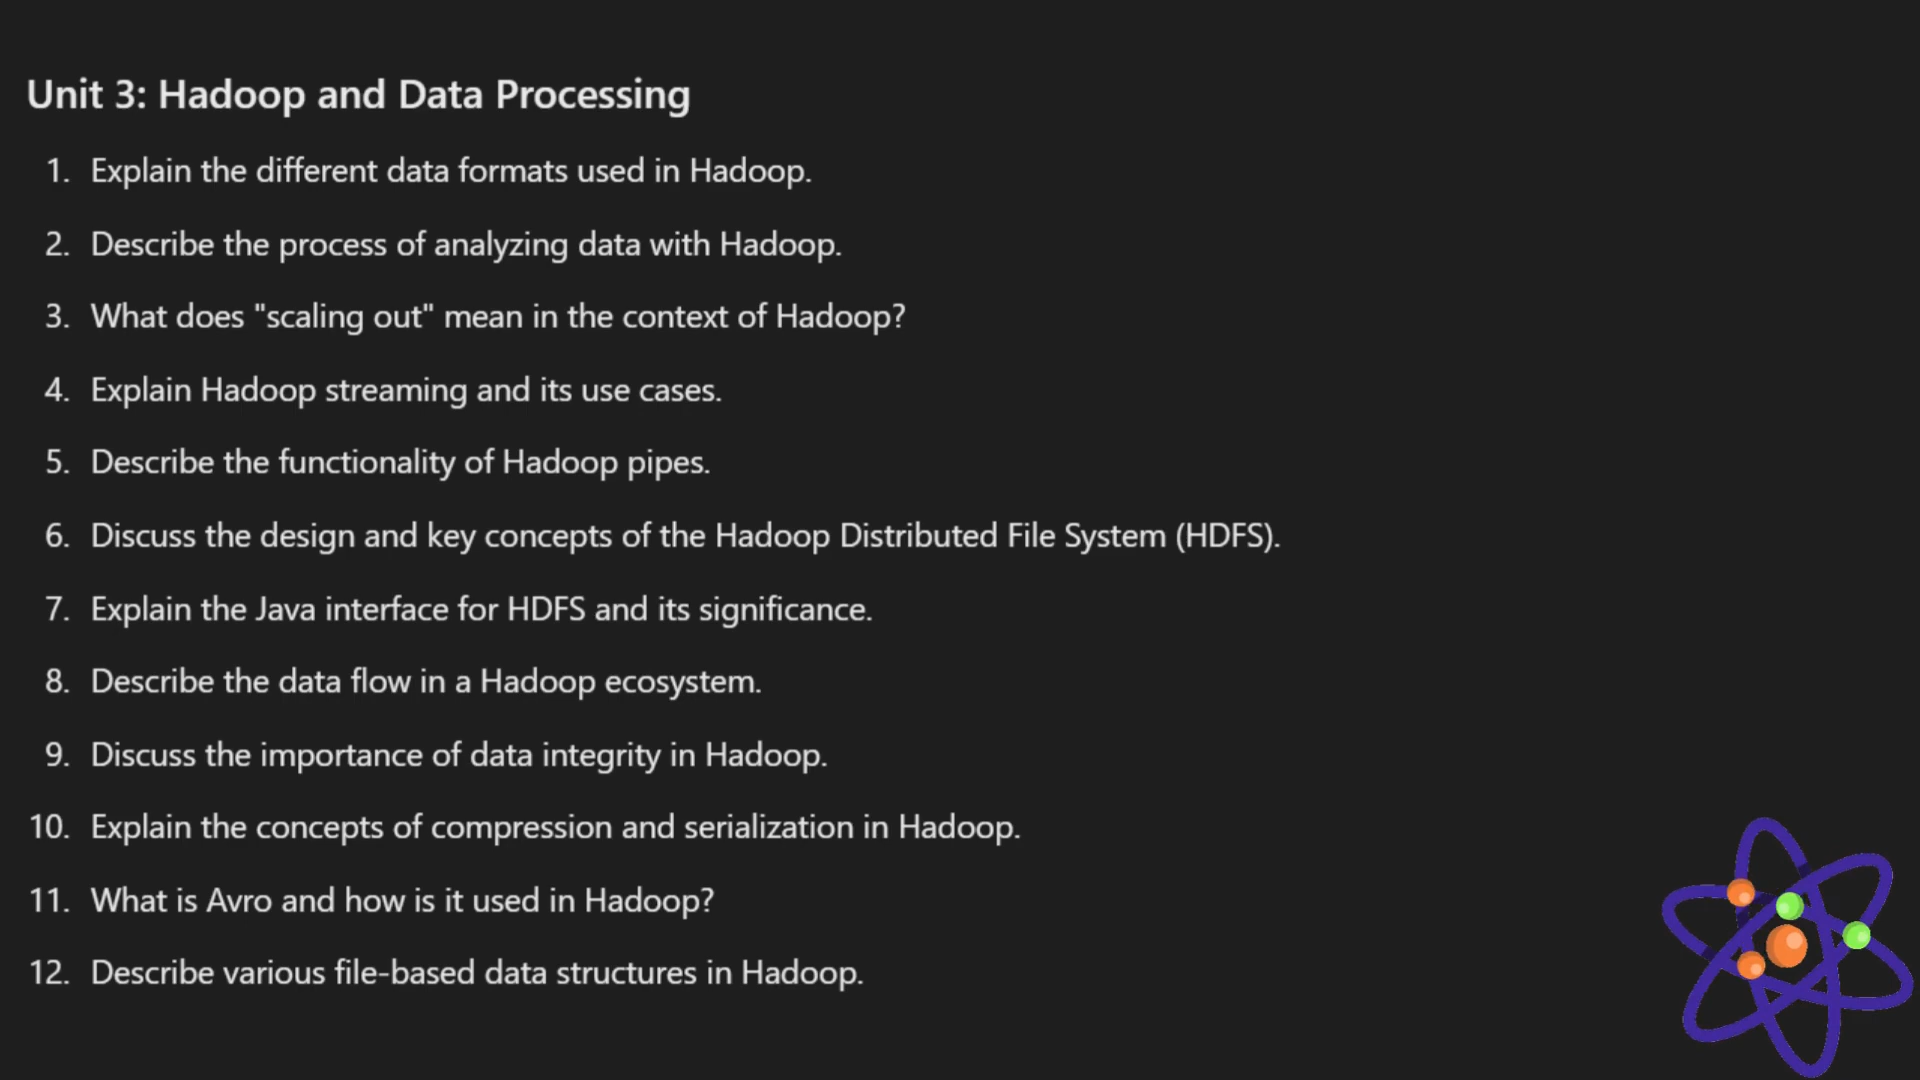 Unit 3: Hadoop and Data Processing
1. Explain the different data formats used in Hadoop.
2. Describe the process of analyzing data with Hadoop.
3. What does "scaling out" mean in the context of Hadoop?
4. Explain Hadoop streaming and its use cases.
5. Describe the functionality of Hadoop pipes.
6. Discuss the design and key concepts of the Hadoop Distributed File System (HDFS).
7. Explain the Java interface for HDFS and its significance.
8. Describe the data flow in a Hadoop ecosystem.
9. Discuss the importance of data integrity in Hadoop.
10. Explain the concepts of compression and serialization in Hadoop.
11. What is Avro and how is it used in Hadoop?
12. Describe various file-based data structures in Hadoop.